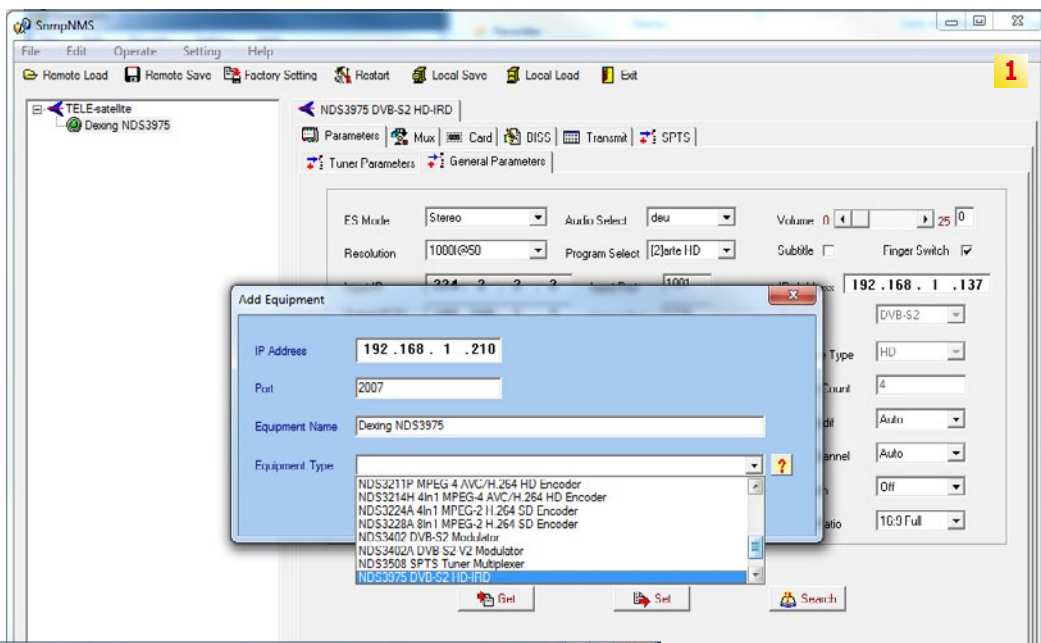 SnmpNMS
File Edit Operate Setting Help
Remote Load Remote Save Factory Setting Restart Local Save Local Load Exit
1
TELE-satellite
Dexing NDS3975
NDS3975 DVB-S2 HD-IRD
Parameters Mux Card BISS Transmit SPTS
Tuner Parameters General Parameters
ES Mode Stereo Audio Select deu Volume 0 25 0
Resolution Program Select [2]arte HD Subtitle Finger Switch
1001 192 .168 . 1 .137
Add Equipment
DVB-S2
IP Address 192 .168 . 1 .210
Type HD
Port 2007
Count 4
Equipment Name Dexing NDS3975
Auto
Equipment Type ?
Auto
NDS3211P MPEG-4 AVC/H.264 HD Encoder
NDS3214H 4In1 MPEG-4 AVC/H.264 HD Encoder
Off
NDS3224A 4In1 MPEG-2 H.264 SD Encoder
NDS3228A 8In1 MPEG-2 H.264 SD Encoder
16:9 Full
NDS3402 DVB-S2 Modulator
NDS3402A DVB-S2 V2 Modulator
NDS3508 SPTS Tuner Multiplexer
NDS3975 DVB-S2 HD-IRD
Get Set Search